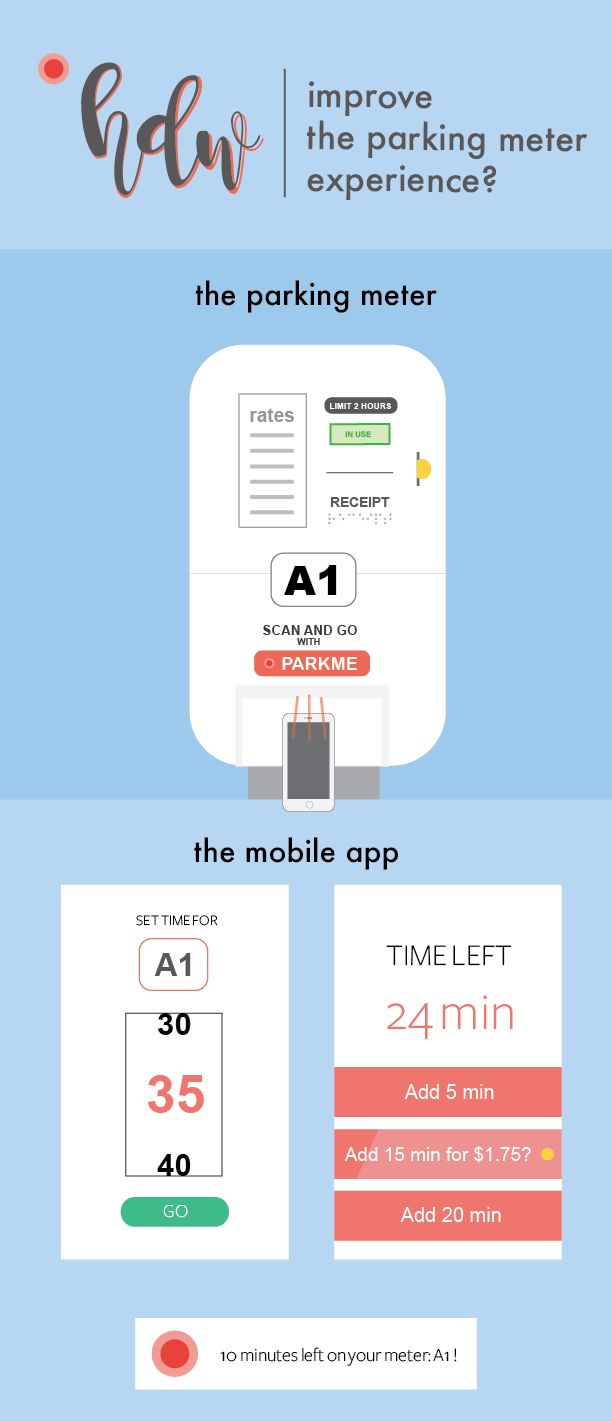 hdw
improve
the parking meter
experience?
the parking meter
rates
LIMIT 2 HOURS
IN USE
RECEIPT
A1
SCAN AND GO
WITH
PARKME
the mobile app
SET TIME FOR
A1
30
35
40
GO
TIME LEFT
24 min
Add 5 min
Add 15 min for $1.75?
Add 20 min
10 minutes left on your meter: A1 !